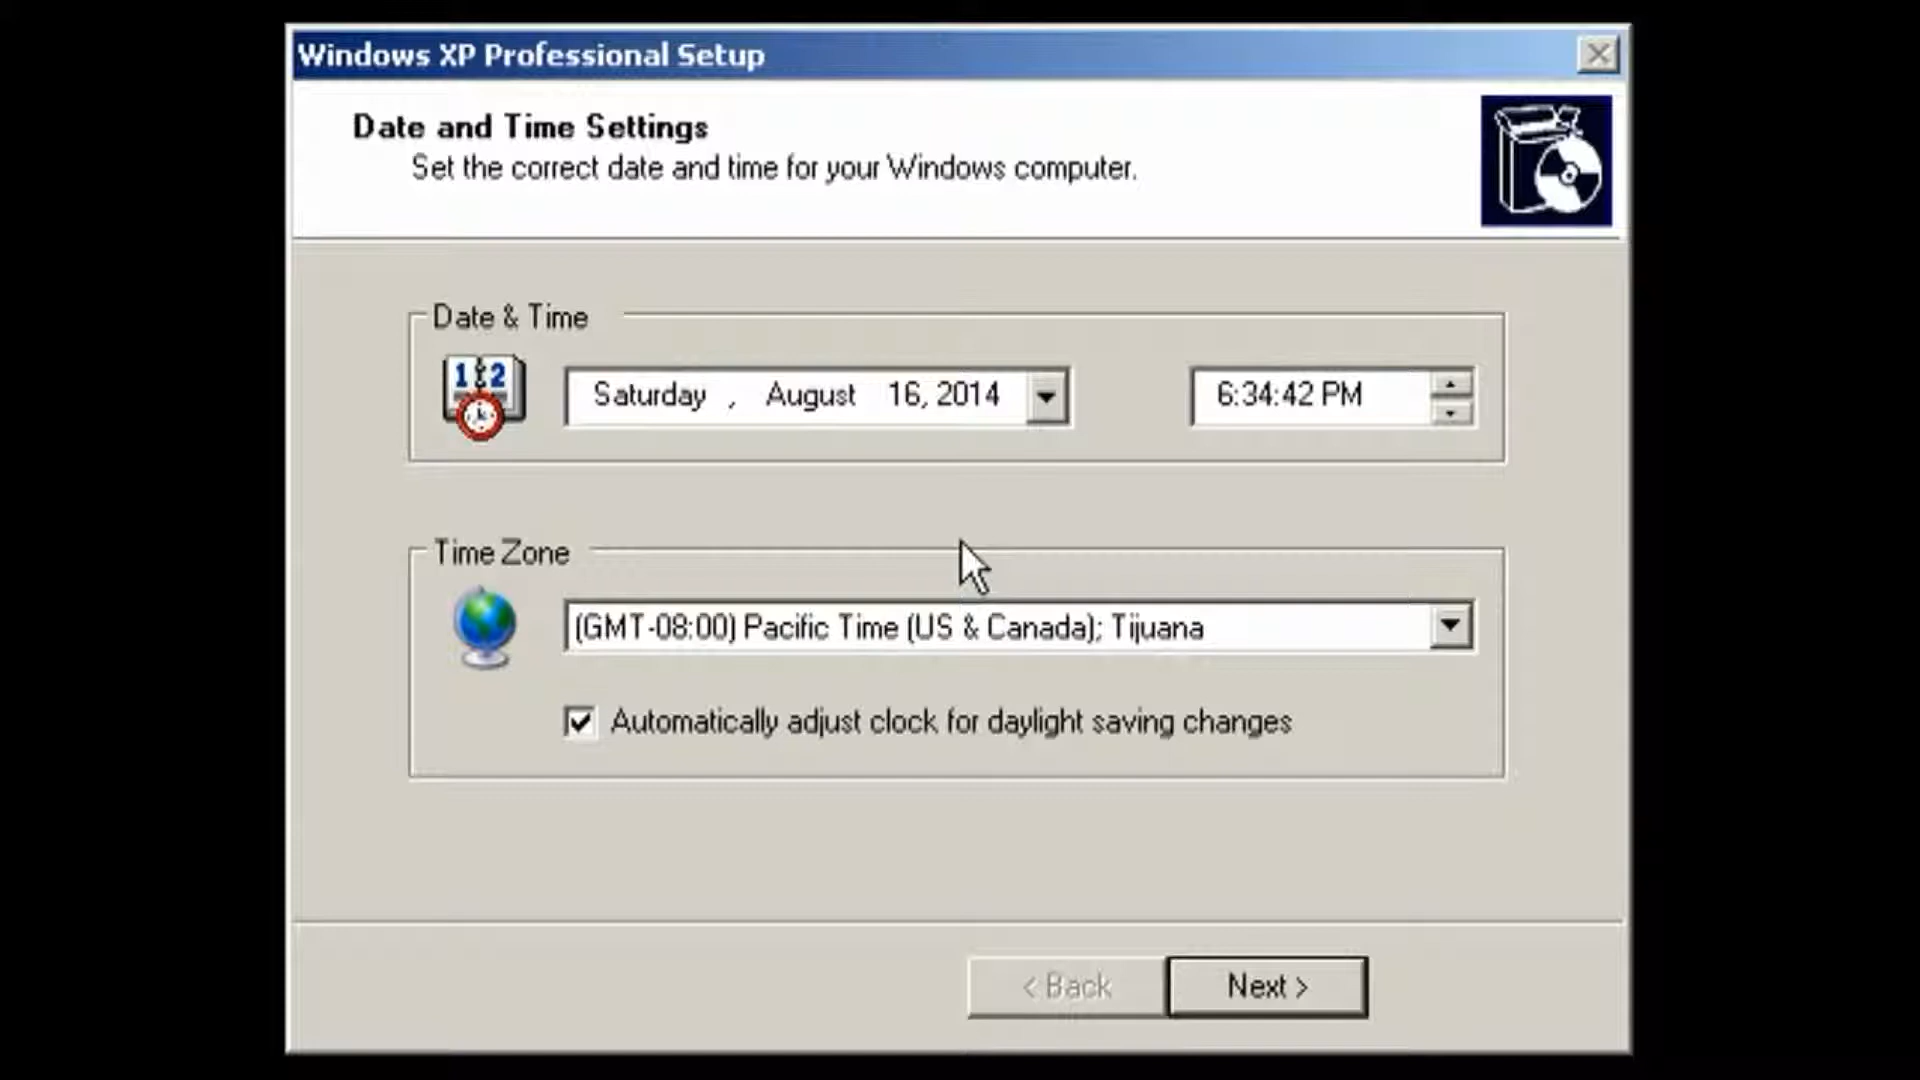 Windows XP Professional Setup
Date and Time Settings
Set the correct date and time for your Windows computer.
Date & Time
12
Saturday , August 16, 2014
6:34:42 PM
Time Zone
(GMT-08:00) Pacific Time (US & Canada); Tijuana
Automatically adjust clock for daylight saving changes
< Back
Next >